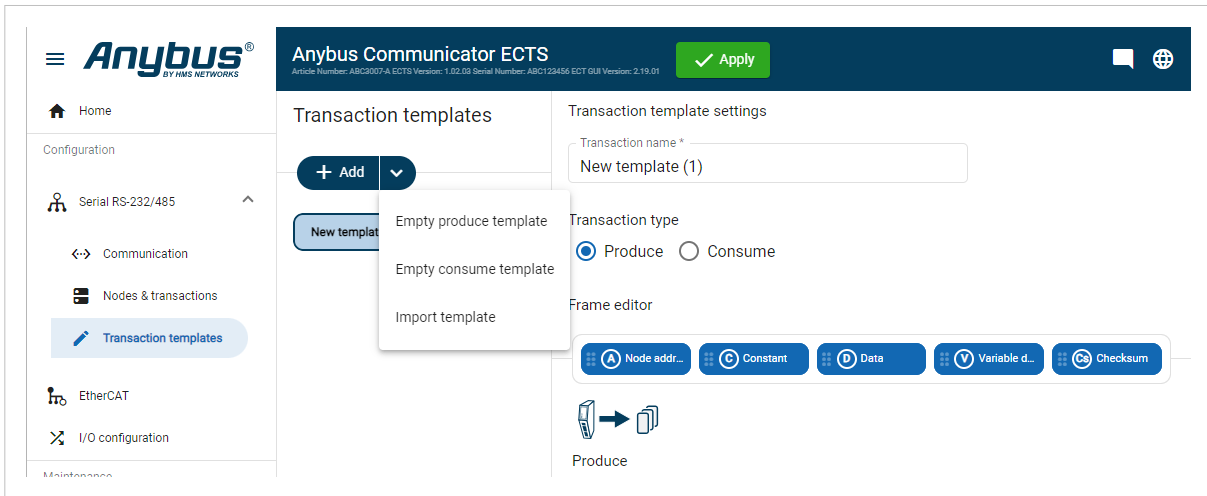 Anybus®
BY HMS NETWORKS
Anybus Communicator ECTS
Article Number: ABC3007-A ECTS Version: 1.02.03 Serial Number: ABC123456 ECT GUI Version: 2.19.01
Apply
Home
Configuration
Serial RS-232/485
Communication
Nodes & transactions
Transaction templates
EtherCAT
I/O configuration
Maintenance
Transaction templates
Add
New templat
Empty produce template
Empty consume template
Import template
Transaction template settings
Transaction name *
New template (1)
Transaction type
Produce Consume
Frame editor
A Node addr... C Constant D Data V Variable d... Cs Checksum
Produce